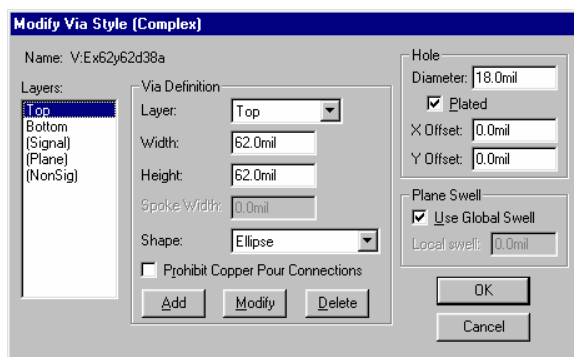 Modify Via Style (Complex)
Name: V:Ex62y62d38a
Layers:
Top
Bottom
(Signal)
(Plane)
(NonSig)
Via Definition
Layer: Top
Width: 62.0mil
Height: 62.0mil
Spoke Width: 0.0mil
Shape: Ellipse
Prohibit Copper Pour Connections
Add Modify Delete
Hole
Diameter: 18.0mil
Plated
X Offset: 0.0mil
Y Offset: 0.0mil
Plane Swell
Use Global Swell
Local swell: 0.0mil
OK
Cancel